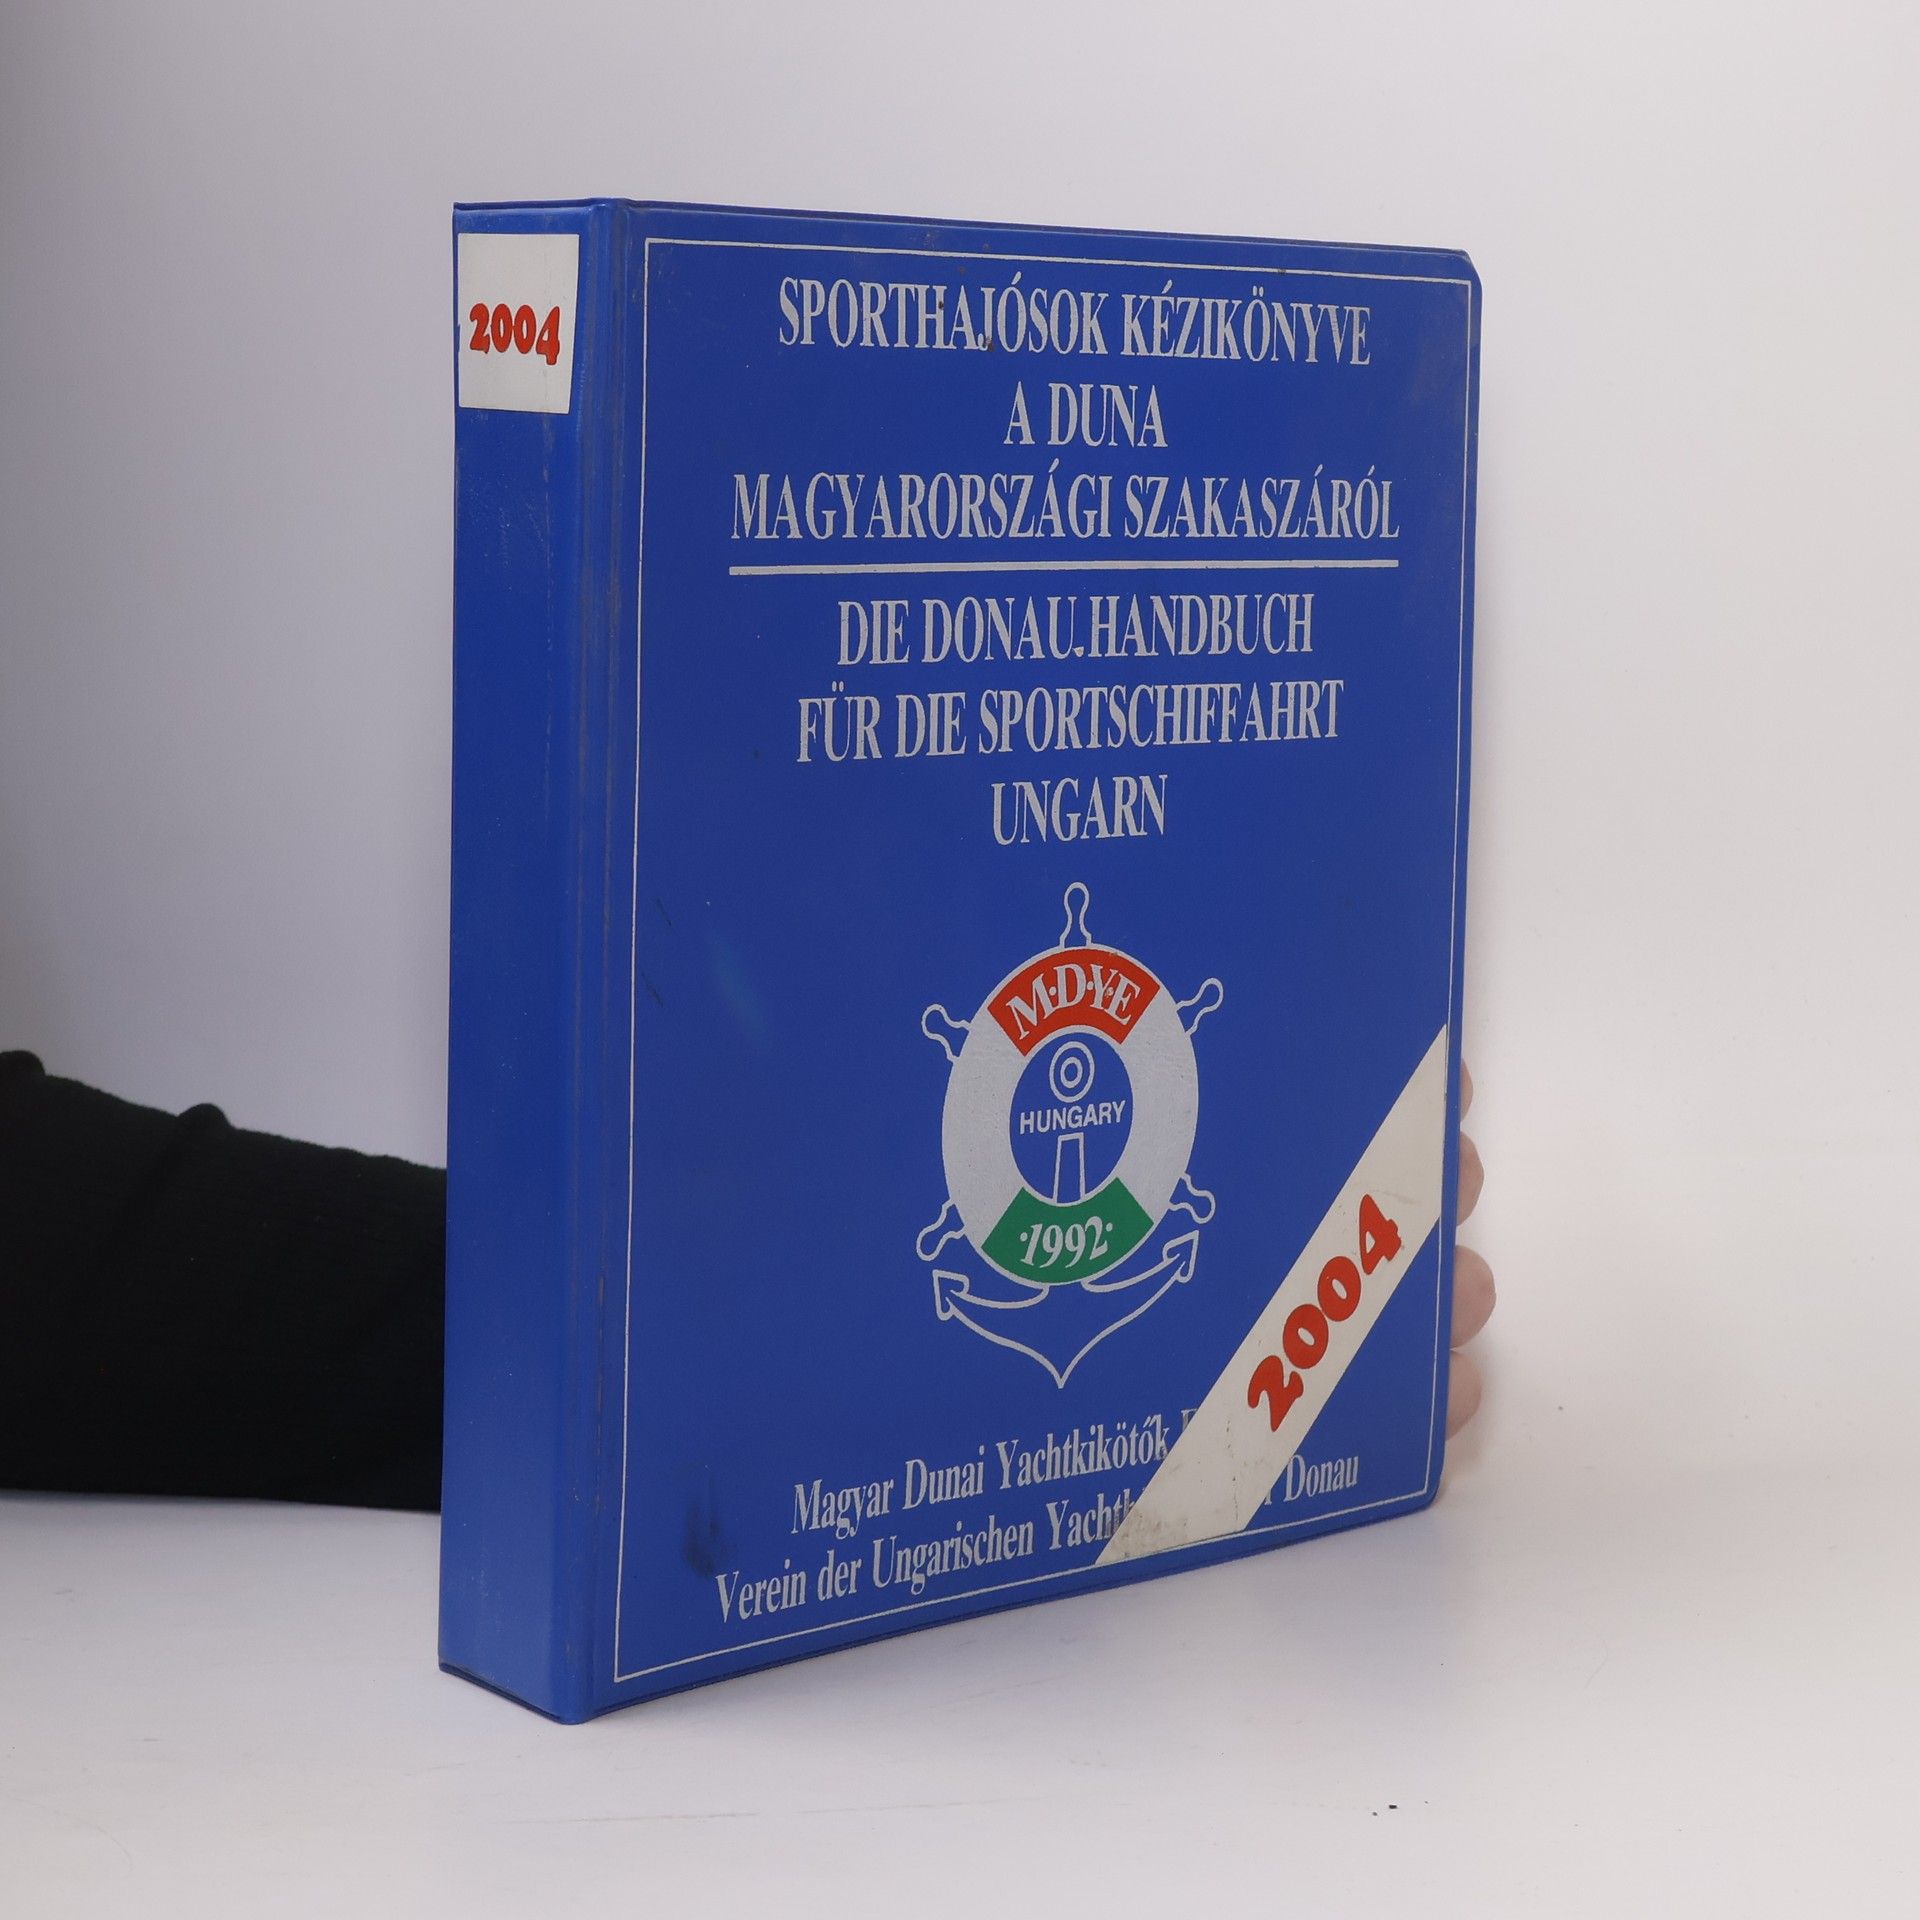 2004
SPORTHAJÓSOK KÉZIKÖNYVE
A DUNA
MAGYARORSZÁGI SZAKASZÁRÓL
DIE DONAU.HANDBUCH
FÜR DIE SPORTSCHIFFAHRT
UNGARN
M·D·Y·E
HUNGARY
·1992·
2004
Magyar Dunai Yachtkikötők
Verein der Ungarischen Donau